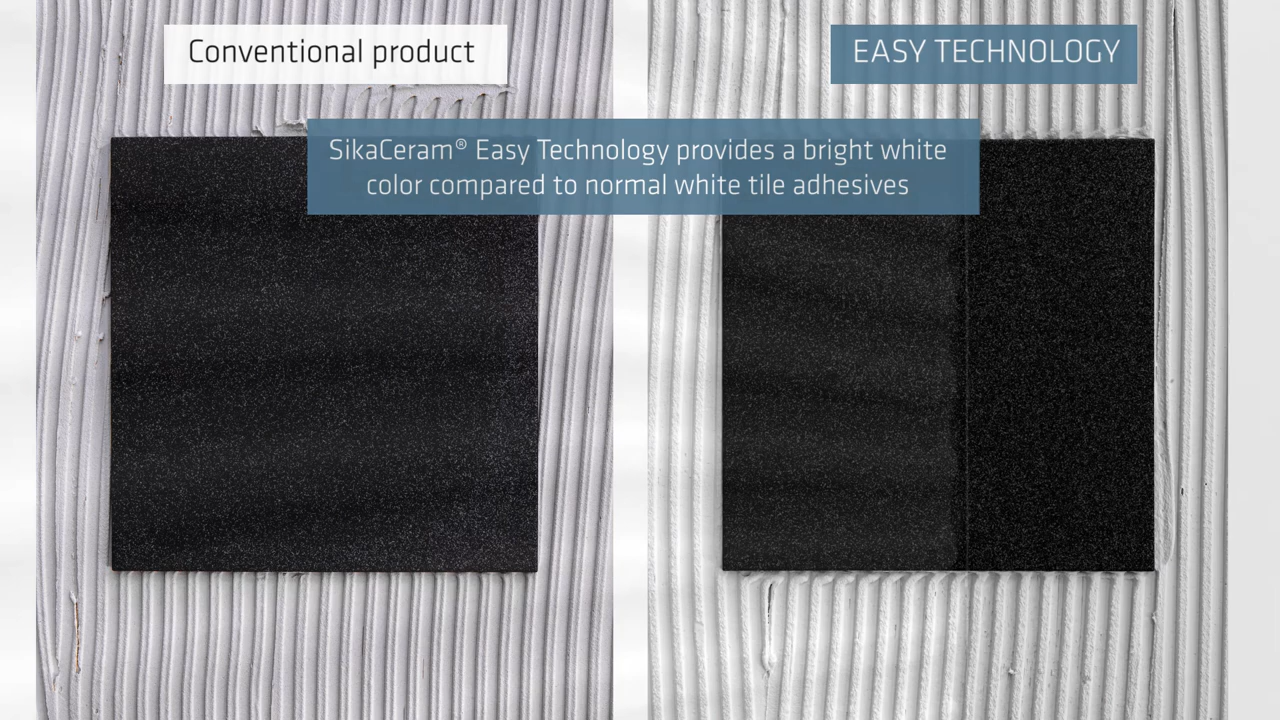 Conventional product
EASY TECHNOLOGY
SikaCeram® Easy Technology provides a bright white
color compared to normal white tile adhesives